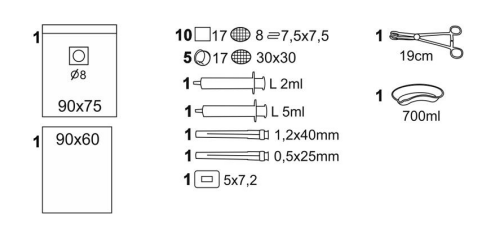 1
Ø8
90x75
1 90x60
10 17 8 7,5x7,5
5 17 30x30
1 L 2ml
1 L 5ml
1 1,2x40mm
1 0,5x25mm
1 5x7,2
1
19cm
1
700ml